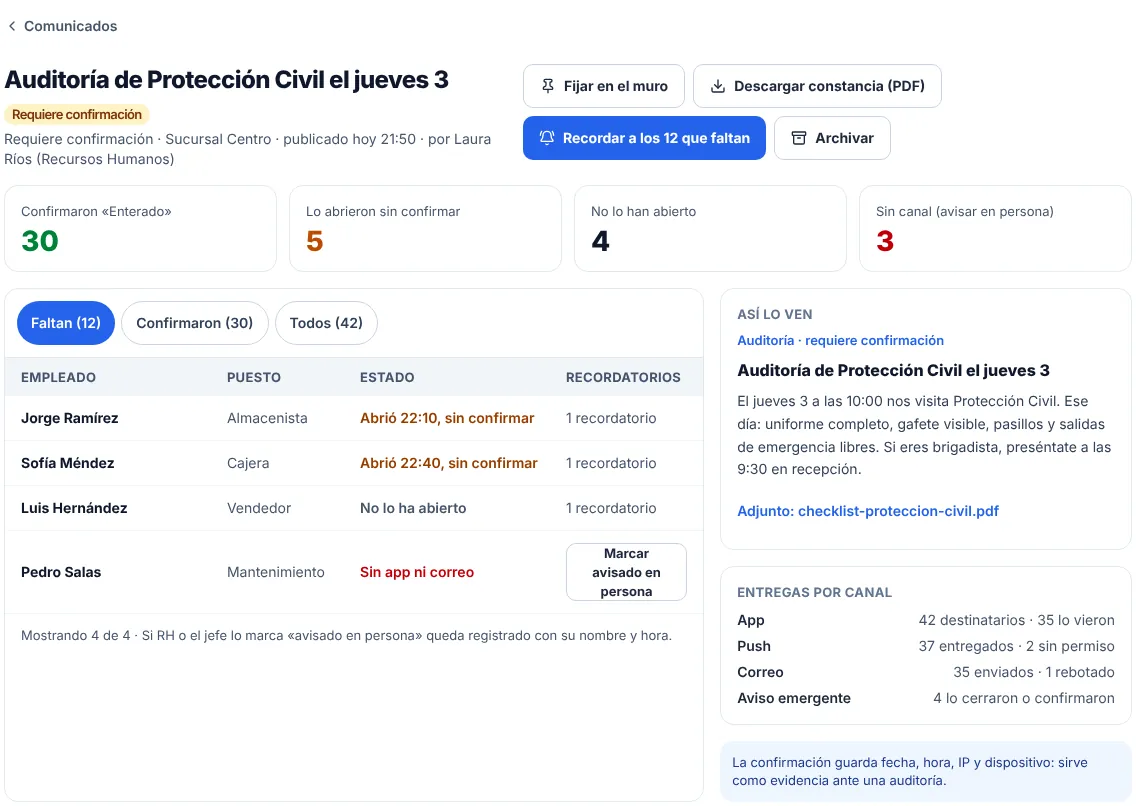 Comunicados
Auditoría de Protección Civil el jueves 3
Requiere confirmación
Requiere confirmación · Sucursal Centro · publicado hoy 21:50 · por Laura
Ríos (Recursos Humanos)
Fijar en el muro
Descargar constancia (PDF)
Recordar a los 12 que faltan
Archivar
Confirmaron «Enterado»
30
Lo abrieron sin confirmar
5
No lo han abierto
4
Sin canal (avisar en persona)
3
Faltan (12)
Confirmaron (30)
Todos (42)
EMPLEADO PUESTO ESTADO RECORDATORIOS
Jorge Ramírez Almacenista Abrió 22:10, sin confirmar 1 recordatorio
Sofía Méndez Cajera Abrió 22:40, sin confirmar 1 recordatorio
Luis Hernández Vendedor No lo ha abierto 1 recordatorio
Pedro Salas Mantenimiento Sin app ni correo
Marcar
avisado en
persona
Mostrando 4 de 4 · Si RH o el jefe lo marca «avisado en persona» queda registrado con su nombre y hora.
ASÍ LO VEN
Auditoría · requiere confirmación
Auditoría de Protección Civil el jueves 3
El jueves 3 a las 10:00 nos visita Protección Civil. Ese
día: uniforme completo, gafete visible, pasillos y salidas
de emergencia libres. Si eres brigadista, preséntate a las
9:30 en recepción.
Adjunto: checklist-proteccion-civil.pdf
ENTREGAS POR CANAL
App 42 destinatarios · 35 lo vieron
Push 37 entregados · 2 sin permiso
Correo 35 enviados · 1 rebotado
Aviso emergente 4 lo cerraron o confirmaron
La confirmación guarda fecha, hora, IP y dispositivo: sirve
como evidencia ante una auditoría.